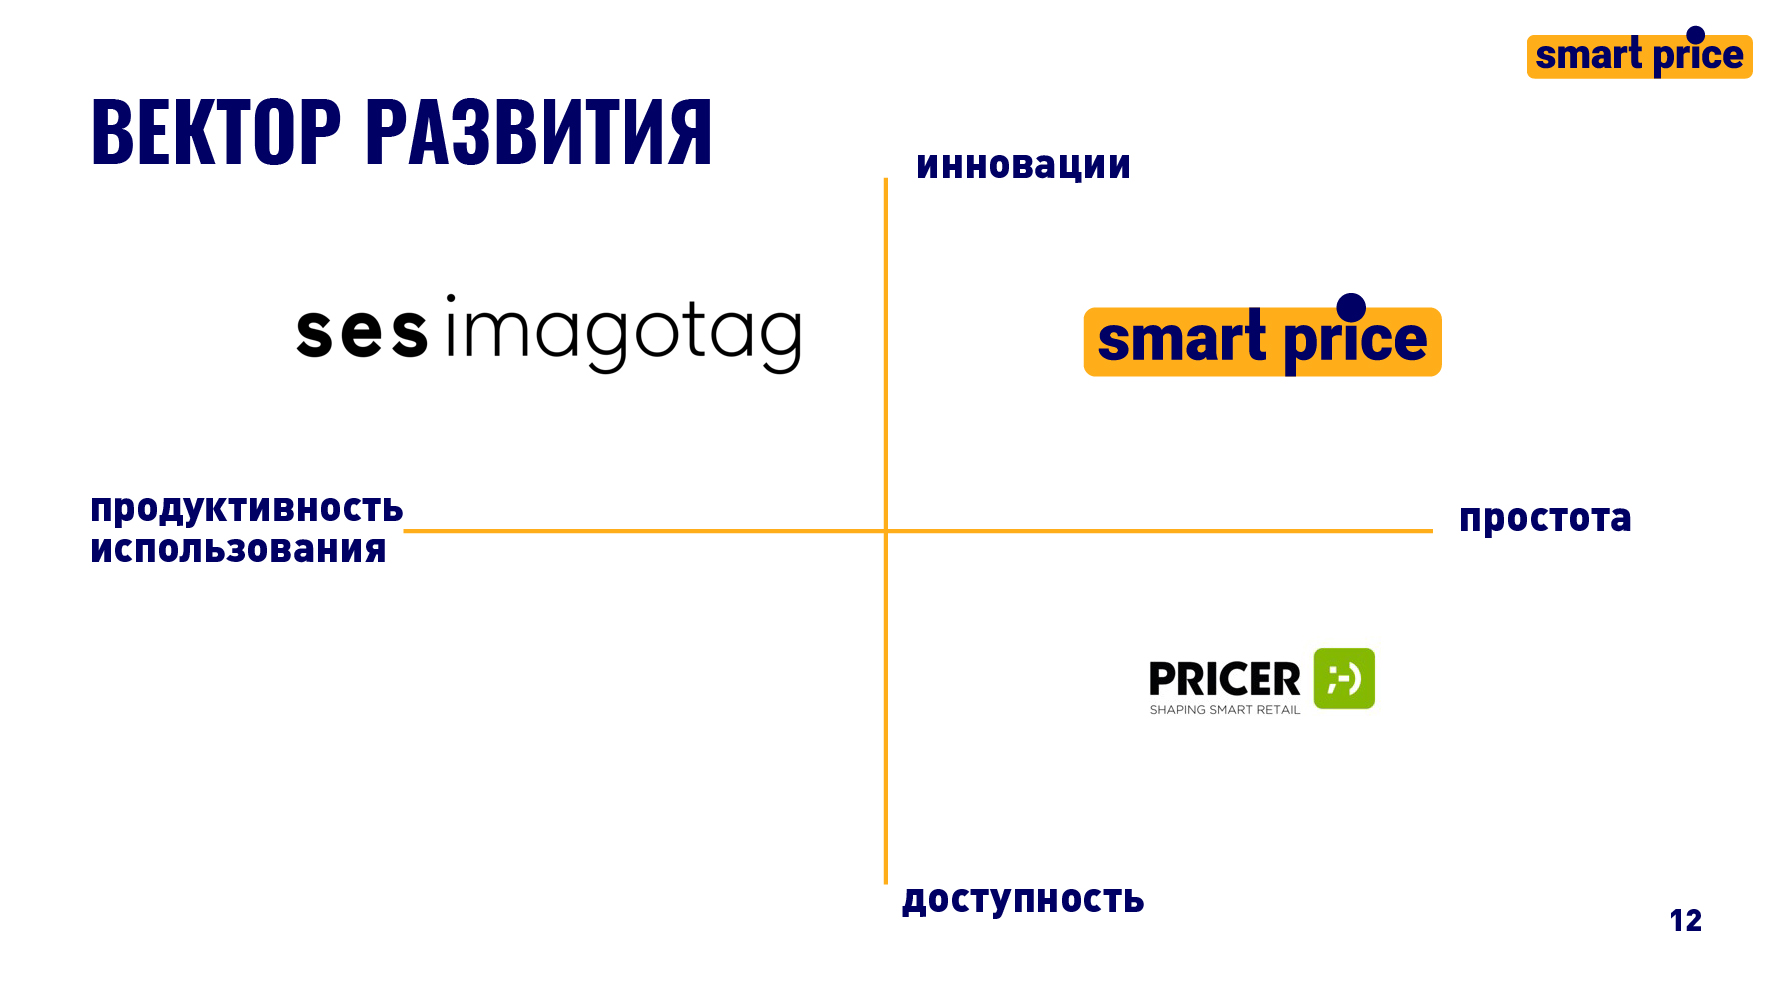 smart price
ВЕКТОР РАЗВИТИЯ
инновации
ses imagotag
smart price
продуктивность
использования
простота
PRICER
SHAPING SMART RETAIL
доступность
12